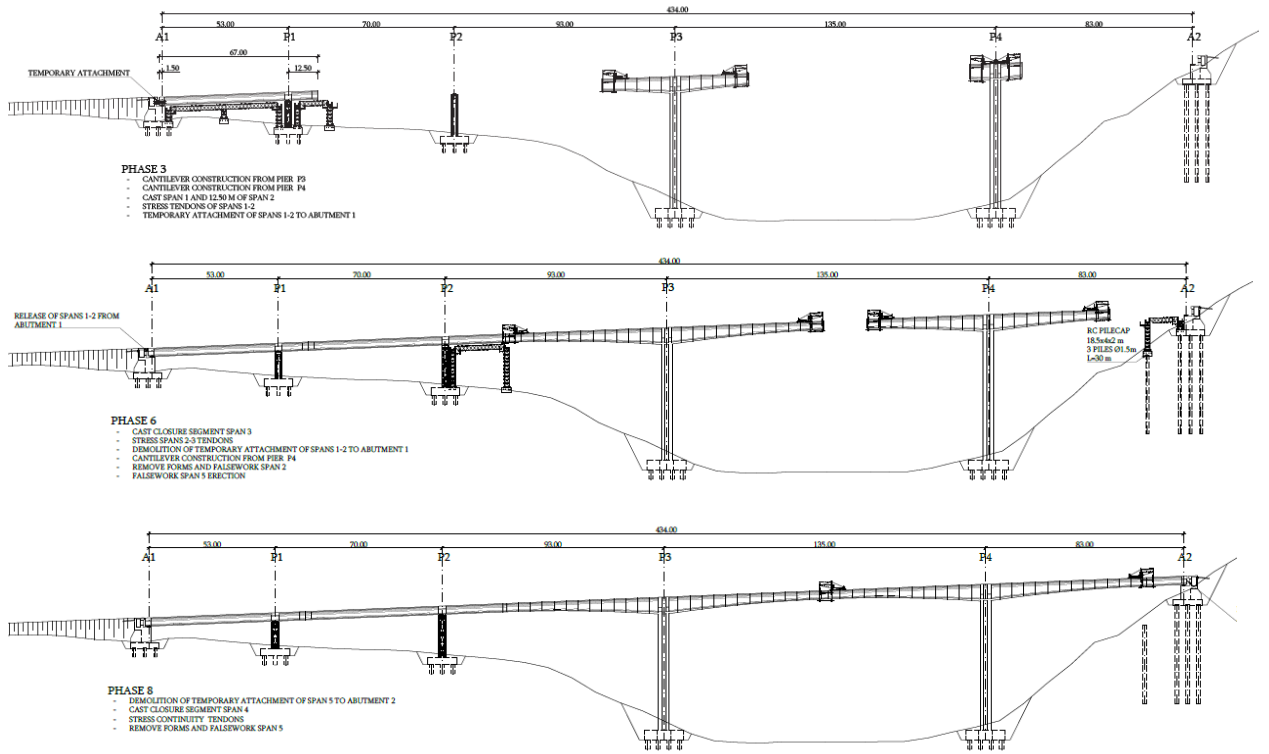 434.00
53.00 70.00 93.00 135.00 83.00
A1 P1 P2 P3 P4 A2
67.00
1.50 12.50
TEMPORARY ATTACHMENT
PHASE 3
- CANTILEVER CONSTRUCTION FROM PIER P3
- CANTILEVER CONSTRUCTION FROM PIER P4
- CAST SPAN 1 AND 12.50 M OF SPAN 2
- STRESS TENDONS OF SPANS 1-2
- TEMPORARY ATTACHMENT OF SPANS 1-2 TO ABUTMENT 1
434.00
53.00 70.00 93.00 135.00 83.00
A1 P1 P2 P3 P4 A2
RELEASE OF SPANS 1-2 FROM
ABUTMENT 1
RC PILECAP
18.5x4x2 m
3 PILES Ø1.5m
L=30 m
PHASE 6
- CAST CLOSURE SEGMENT SPAN 3
- STRESS SPANS 2-3 TENDONS
- DEMOLITION OF TEMPORARY ATTACHMENT OF SPANS 1-2 TO ABUTMENT 1
- CANTILEVER CONSTRUCTION FROM PIER P4
- REMOVE FORMS AND FALSEWORK SPAN 2
- FALSEWORK SPAN 5 ERECTION
434.00
53.00 70.00 93.00 135.00 83.00
A1 P1 P2 P3 P4 A2
PHASE 8
- DEMOLITION OF TEMPORARY ATTACHMENT OF SPAN 5 TO ABUTMENT 2
- CAST CLOSURE SEGMENT SPAN 4
- STRESS CONTINUITY TENDONS
- REMOVE FORMS AND FALSEWORK SPAN 5